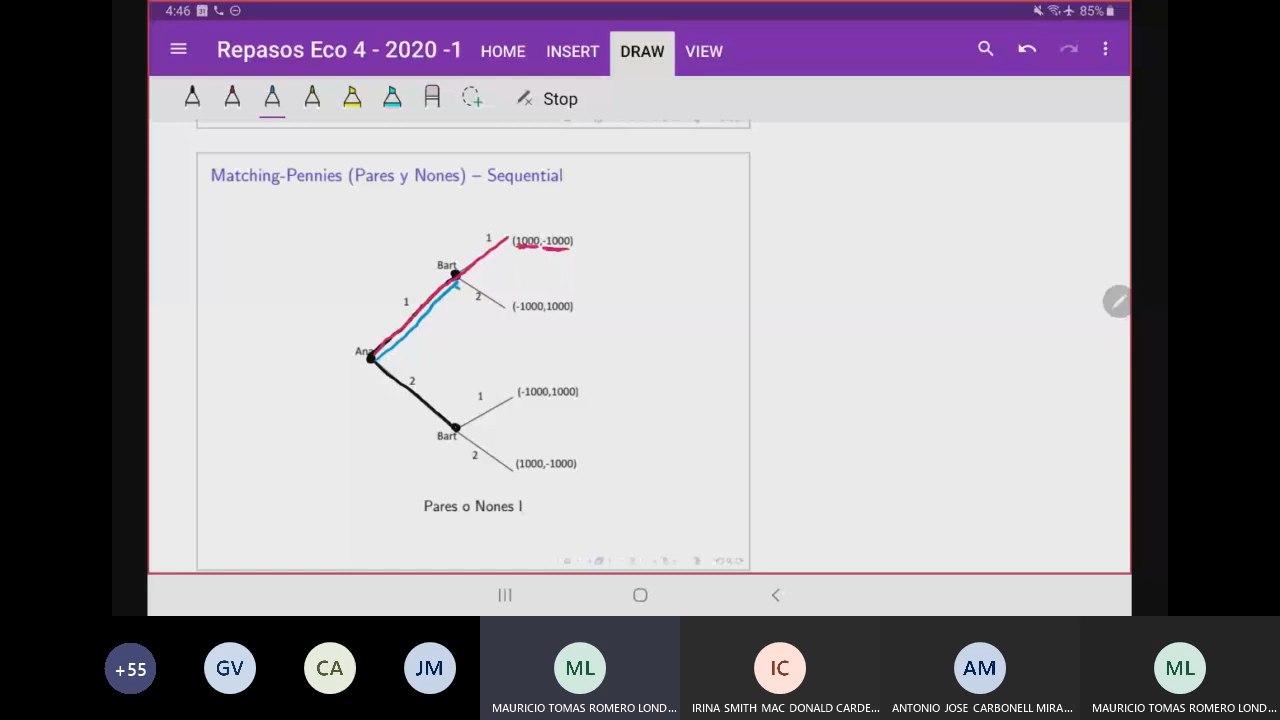 4:46 31 85%
Repasos Eco 4 - 2020 -1 HOME INSERT DRAW VIEW
Stop
Matching-Pennies (Pares y Nones) – Sequential
1 (1000,-1000)
Bart
1 2 (-1000,1000)
Ana
2 1 (-1000,1000)
Bart
2 (1000,-1000)
Pares o Nones I
+55 GV CA JM ML IC AM ML
MAURICIO TOMAS ROMERO LOND... IRINA SMITH MAC DONALD CARDE... ANTONIO JOSE CARBONELL MIRA... MAURICIO TOMAS ROMERO LOND...